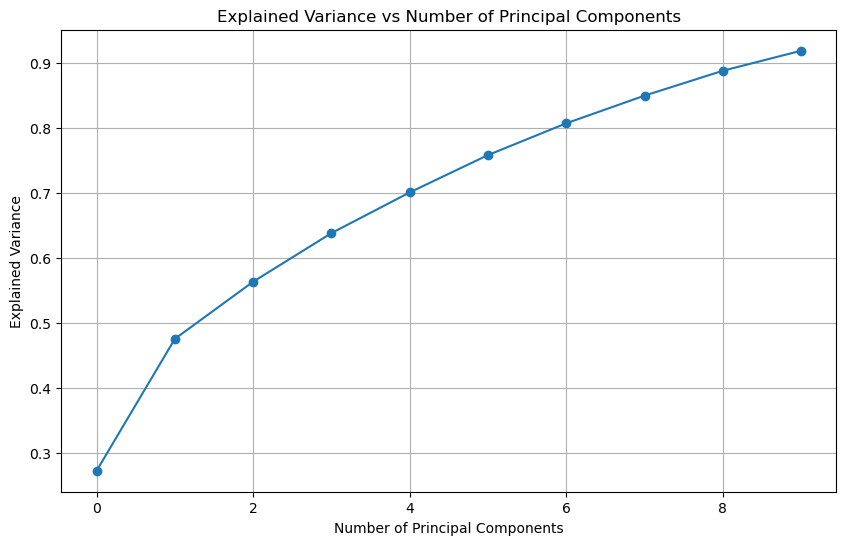 Explained Variance vs Number of Principal Components
0.9
0.8
0.7
0.6
0.5
0.4
0.3
Explained Variance
0 2 4 6 8
Number of Principal Components